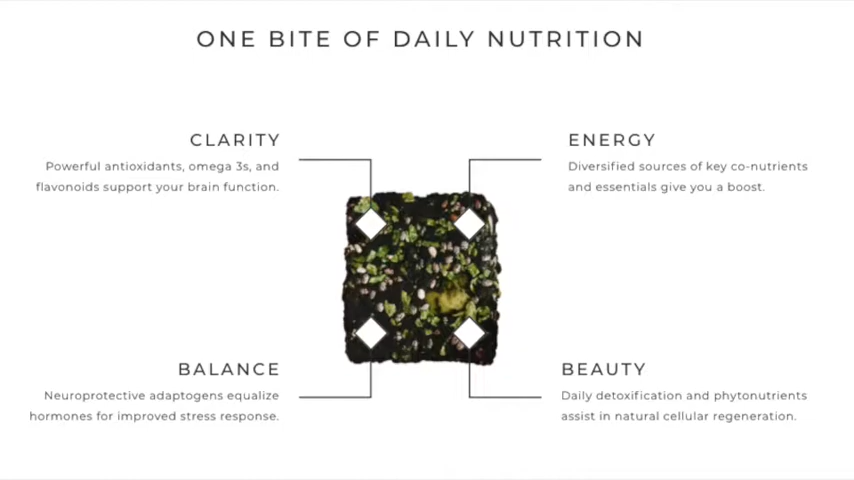 ONE BITE OF DAILY NUTRITION
CLARITY
Powerful antioxidants, omega 3s, and
flavonoids support your brain function.
ENERGY
Diversified sources of key co-nutrients
and essentials give you a boost.
BALANCE
Neuroprotective adaptogens equalize
hormones for improved stress response.
BEAUTY
Daily detoxification and phytonutrients
assist in natural cellular regeneration.